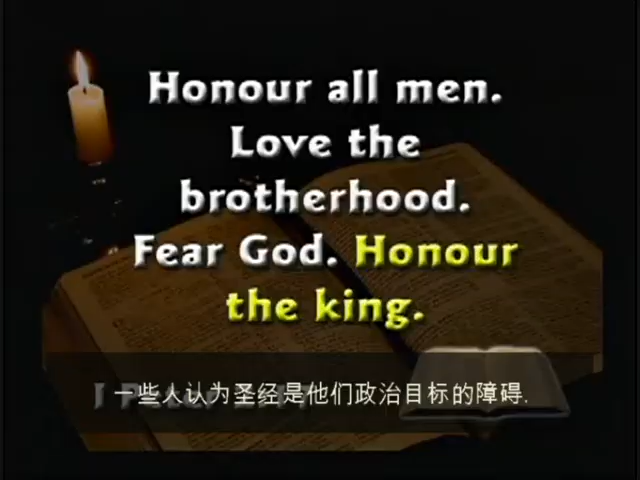 Honour all men.
Love the
brotherhood.
Fear God. Honour
the king.
一些人认为圣经是他们政治目标的障碍.